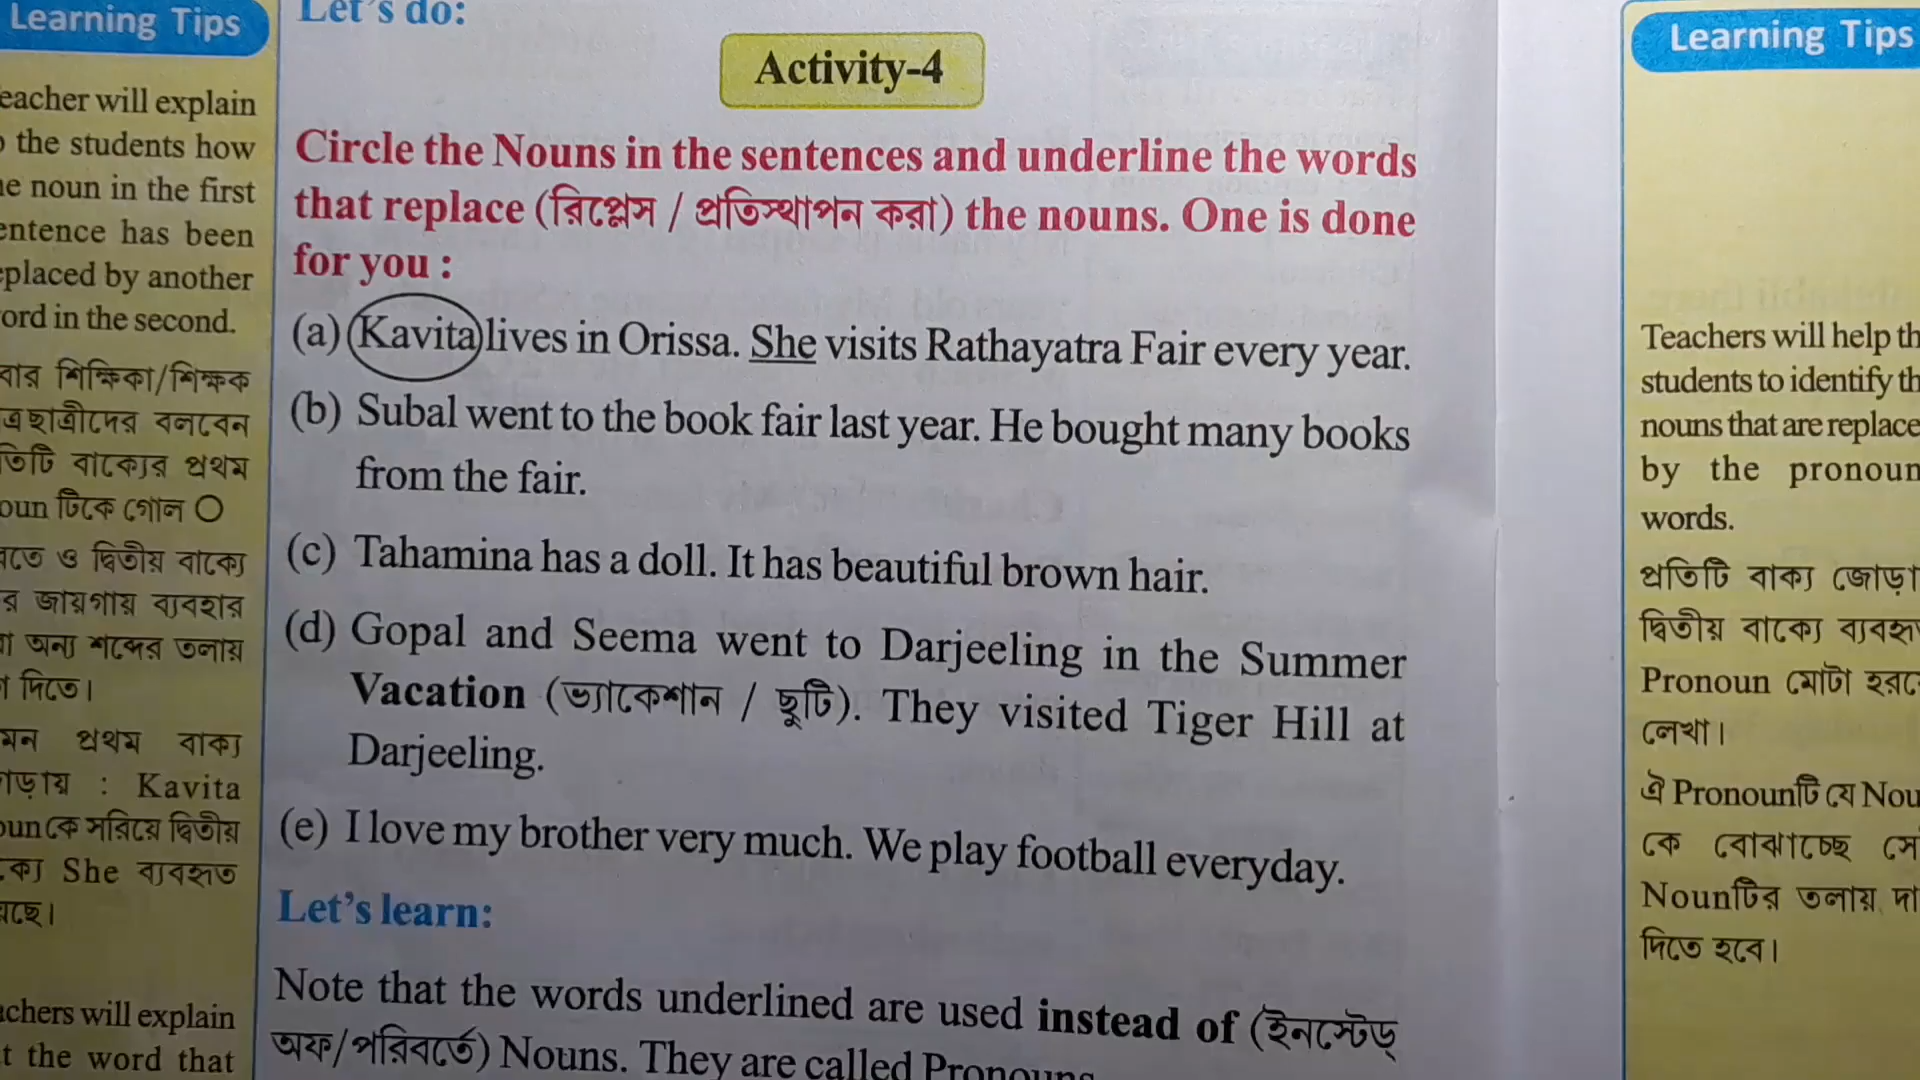 Learning Tips
eacher will explain
the students how
noun in the first
entence has been
placed by another
ord in the second.
শিক্ষিকা/শিক্ষক
বলবেন
বাক্যের প্রথম
oun টিকে গোল O
ও দ্বিতীয় বাক্যে
র জায়গায় ব্যবহার
অন্য শব্দের তলায়
দিতে।
প্রথম বাক্য
: Kavita
কে সরিয়ে দ্বিতীয়
She ব্যবহৃত
achers will explain
t the word that
Let's do:
Activity-4
Circle the Nouns in the sentences and underline the words
that replace (রিপ্লেস / প্রতিস্থাপন করা) the nouns. One is done
for you :
(a) Kavita lives in Orissa. She visits Rathayatra Fair every year.
(b) Subal went to the book fair last year. He bought many books
from the fair.
(c) Tahamina has a doll. It has beautiful brown hair.
(d) Gopal and Seema went to Darjeeling in the Summer
Vacation (ভ্যাকেশান / ছুটি). They visited Tiger Hill at
Darjeeling.
(e) I love my brother very much. We play football everyday.
Let's learn:
Note that the words underlined are used instead of (ইনস্টেড্
অফ/পরিবর্তে) Nouns. They are called Pronouns
Learning Tips
Teachers will help th
students to identify th
nouns that are replace
by the pronoun
words.
প্রতিটি বাক্য জোড়া
দ্বিতীয় বাক্যে ব্যবহৃ
Pronoun মোটা হরফে
লেখা।
ঐ Pronounটি যে Nou
কে বোঝাচ্ছে সে
Nounটির তলায় দা
দিতে হবে।